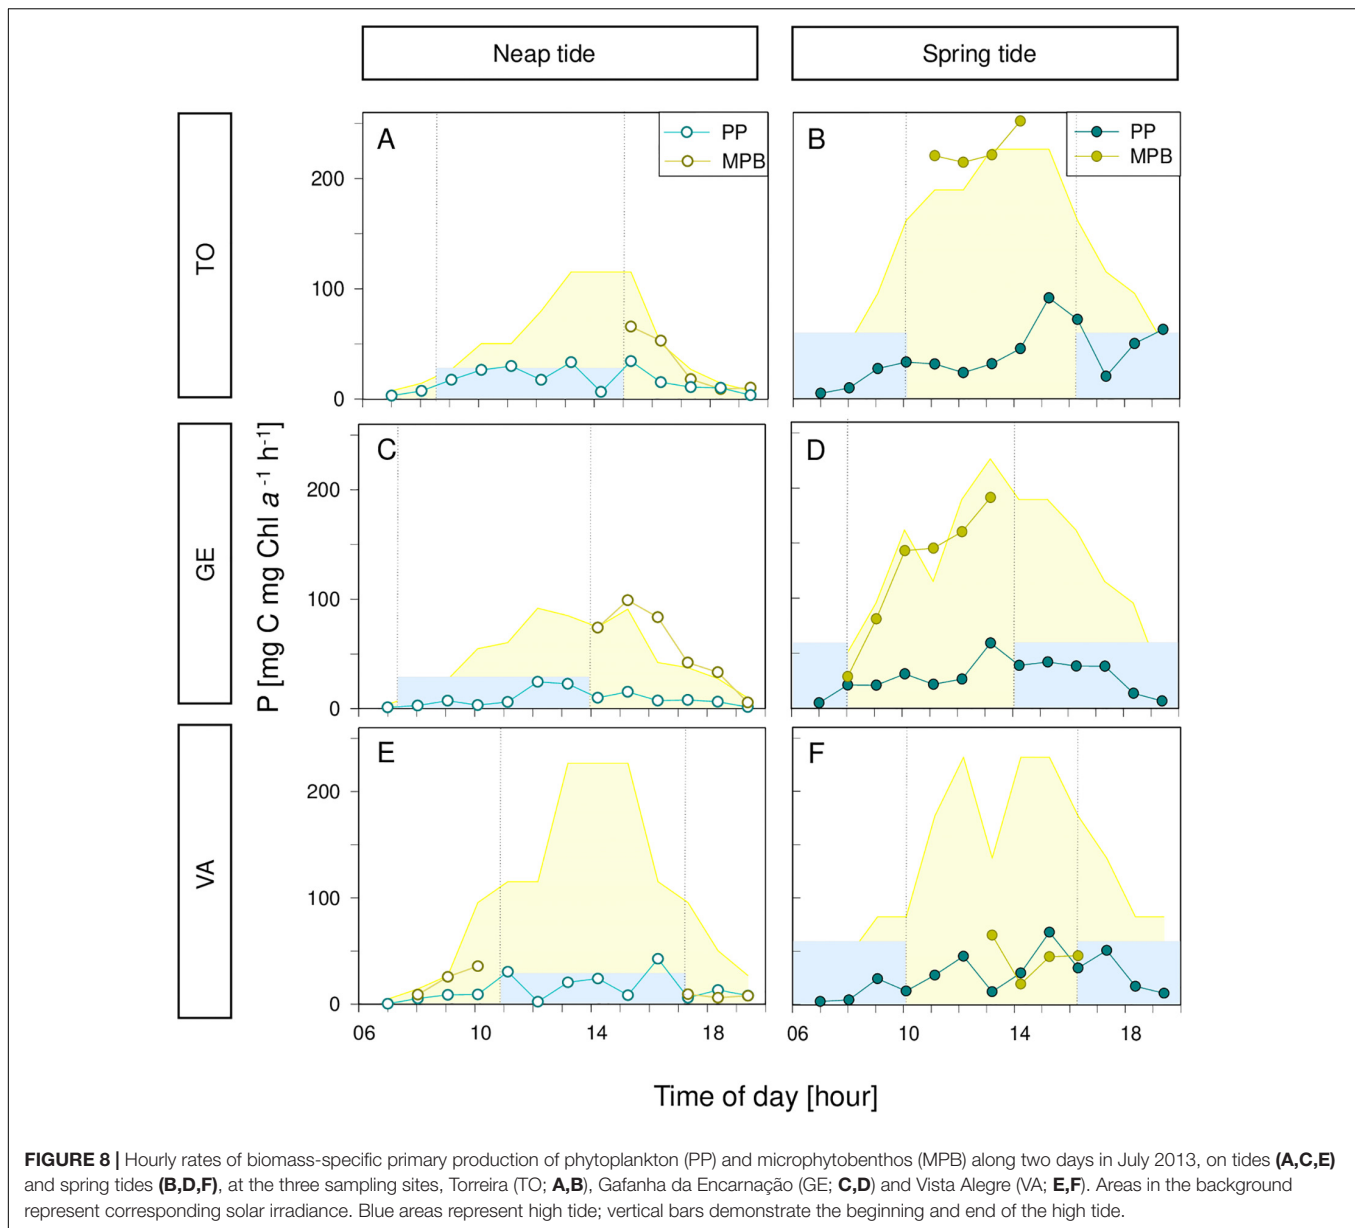 Neap tide
Spring tide
TO
GE
VA
A
PP
MPB
B
PP
MPB
C
D
E
F
200
100
0
200
100
0
200
100
0
P [mg C mg Chl a -1 h-1]
06
10
14
18
06
10
14
18
Time of day [hour]
FIGURE 8 | Hourly rates of biomass-specific primary production of phytoplankton (PP) and microphytobenthos (MPB) along two days in July 2013, on tides (A,C,E)
and spring tides (B,D,F), at the three sampling sites, Torreira (TO; A,B), Gafanha da Encarnação (GE; C,D) and Vista Alegre (VA; E,F). Areas in the background
represent corresponding solar irradiance. Blue areas represent high tide; vertical bars demonstrate the beginning and end of the high tide.